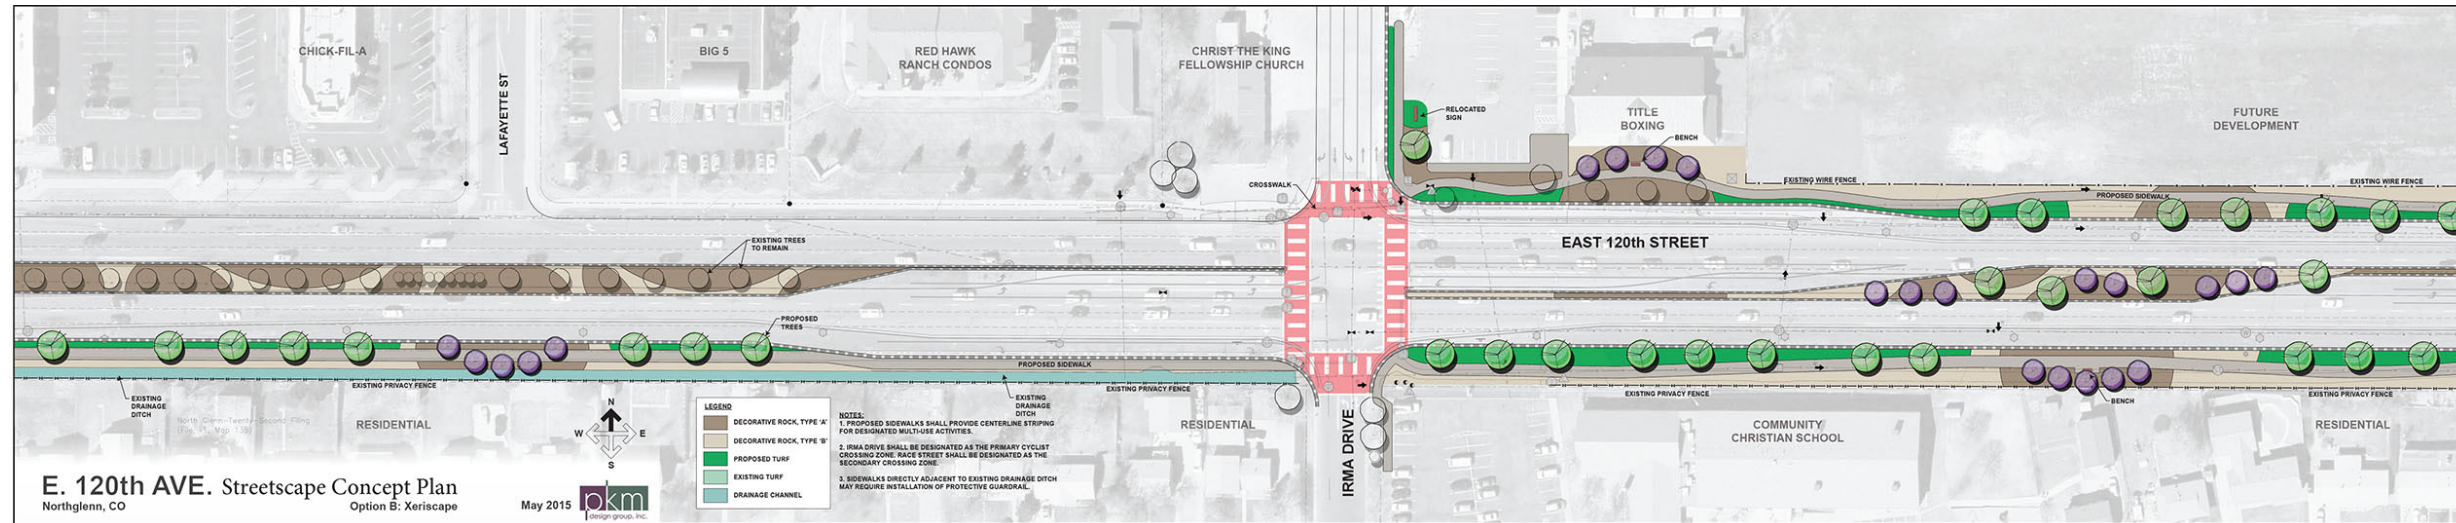 CHICK-FIL-A
LAFAYETTE ST
BIG 5
RED HAWK
RANCH CONDOS
CHRIST THE KING
FELLOWSHIP CHURCH
CROSSWALK
RELOCATED
SIGN
TITLE
BOXING
BENCH
FUTURE
DEVELOPMENT
EXISTING WIRE FENCE
PROPOSED SIDEWALK
EXISTING WIRE FENCE
EXISTING TREES
TO REMAIN
EAST 120th STREET
PROPOSED
TREES
PROPOSED SIDEWALK
EXISTING PRIVACY FENCE
EXISTING PRIVACY FENCE
EXISTING PRIVACY FENCE
EXISTING PRIVACY FENCE
EXISTING
DRAINAGE
DITCH
EXISTING
DRAINAGE
DITCH
BENCH
North Glenn-Twenty-Second Filing
RESIDENTIAL
RESIDENTIAL
COMMUNITY
CHRISTIAN SCHOOL
RESIDENTIAL
IRMA DRIVE
N
W E
S
LEGEND
DECORATIVE ROCK, TYPE 'A'
DECORATIVE ROCK, TYPE 'B'
PROPOSED TURF
EXISTING TURF
DRAINAGE CHANNEL
NOTES:
1. PROPOSED SIDEWALKS SHALL PROVIDE CENTERLINE STRIPING
FOR DESIGNATED MULTI-USE ACTIVITIES.
2. IRMA DRIVE SHALL BE DESIGNATED AS THE PRIMARY CYCLIST
CROSSING ZONE. RACE STREET SHALL BE DESIGNATED AS THE
SECONDARY CROSSING ZONE.
3. SIDEWALKS DIRECTLY ADJACENT TO EXISTING DRAINAGE DITCH
MAY REQUIRE INSTALLATION OF PROTECTIVE GUARDRAIL.
E. 120th AVE. Streetscape Concept Plan
Northglenn, CO
Option B: Xeriscape
May 2015
pkm
design group, inc.